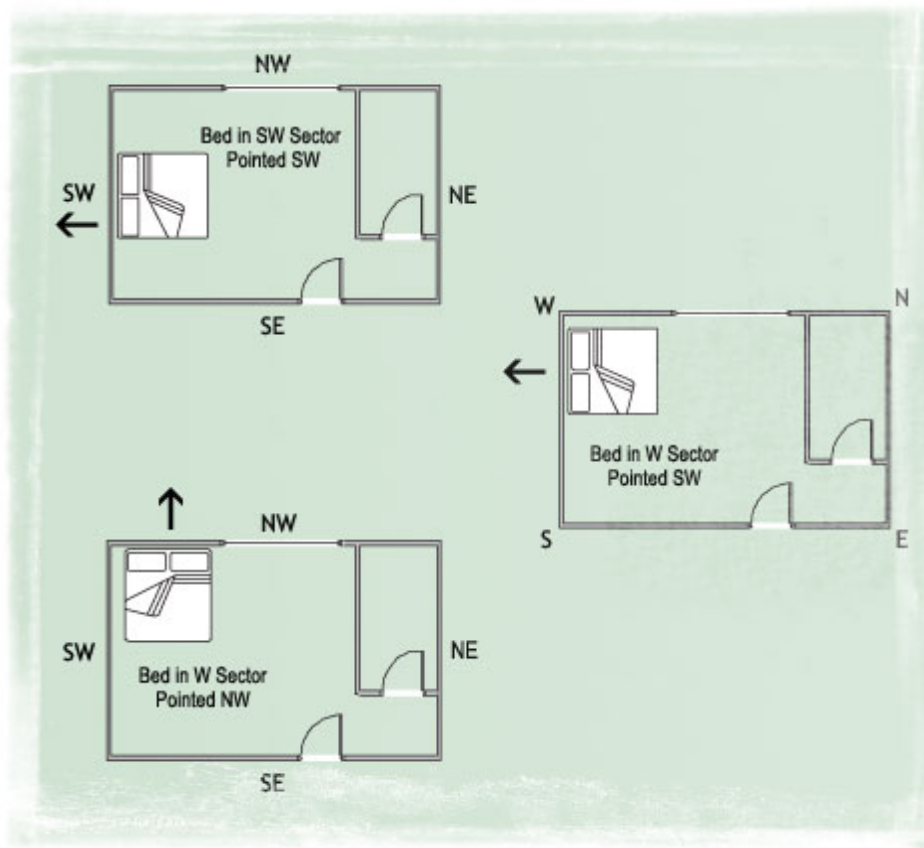 NW
Bed in SW Sector
Pointed SW
SW
NE
SE
W
N
Bed in W Sector
Pointed SW
S
E
NW
SW
NE
Bed in W Sector
Pointed NW
SE